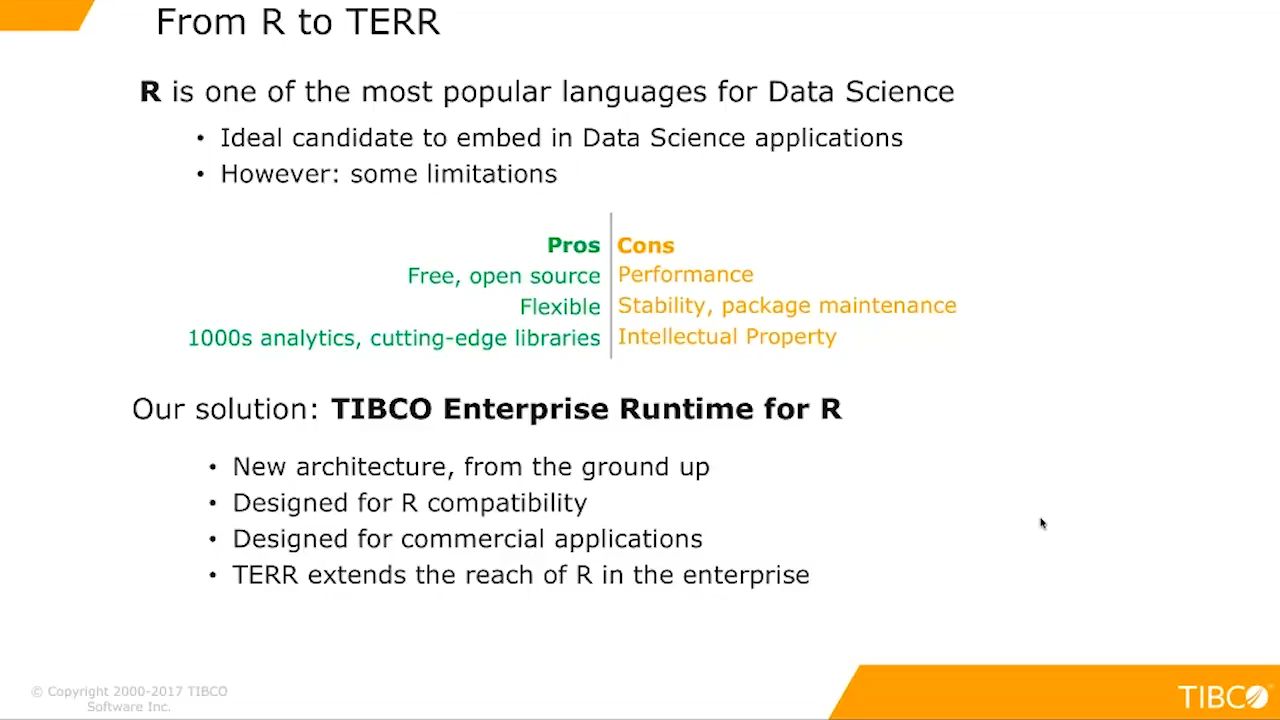 From R to TERR
R is one of the most popular languages for Data Science
• Ideal candidate to embed in Data Science applications
• However: some limitations
Pros Cons
Free, open source Performance
Flexible Stability, package maintenance
1000s analytics, cutting-edge libraries Intellectual Property
Our solution: TIBCO Enterprise Runtime for R
• New architecture, from the ground up
• Designed for R compatibility
• Designed for commercial applications
• TERR extends the reach of R in the enterprise
© Copyright 2000-2017 TIBCO
Software Inc.
TIBCO